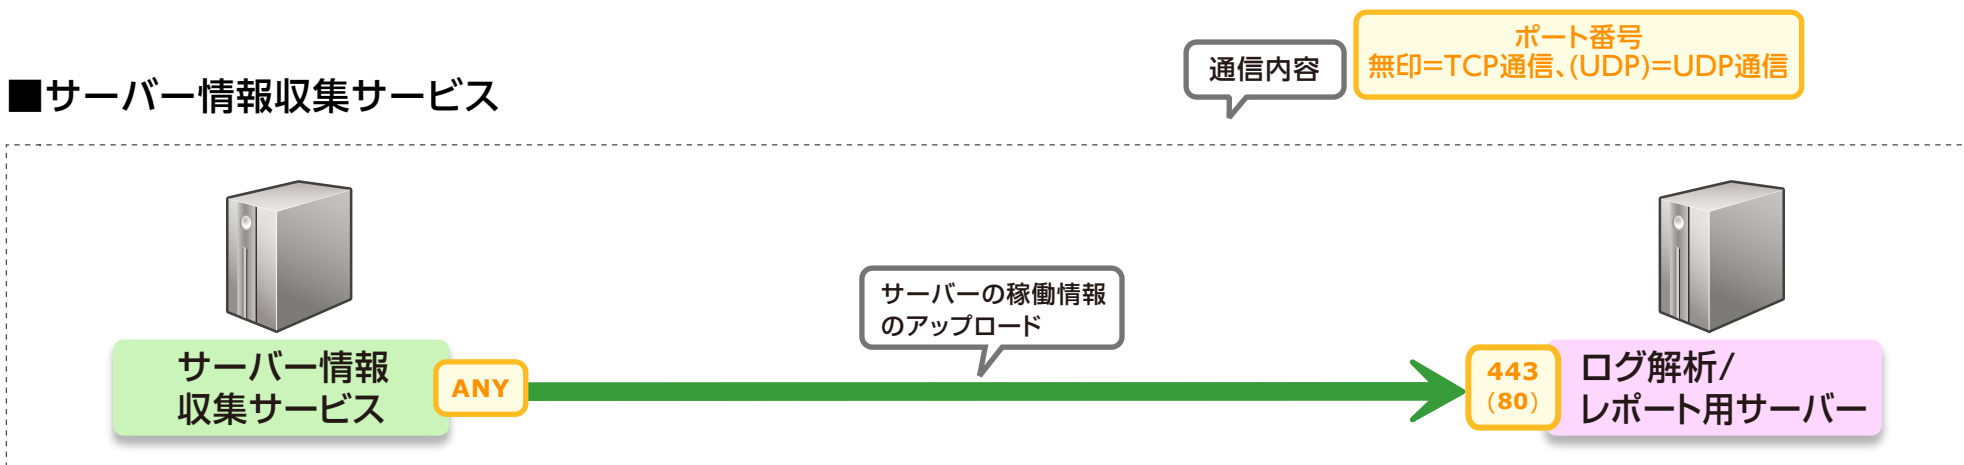 ポート番号
無印=TCP通信、(UDP)=UDP通信
通信内容
■サーバー情報収集サービス
サーバーの稼働情報
のアップロード
サーバー情報
収集サービス
ANY
443
(80)
ログ解析/
レポート用サーバー